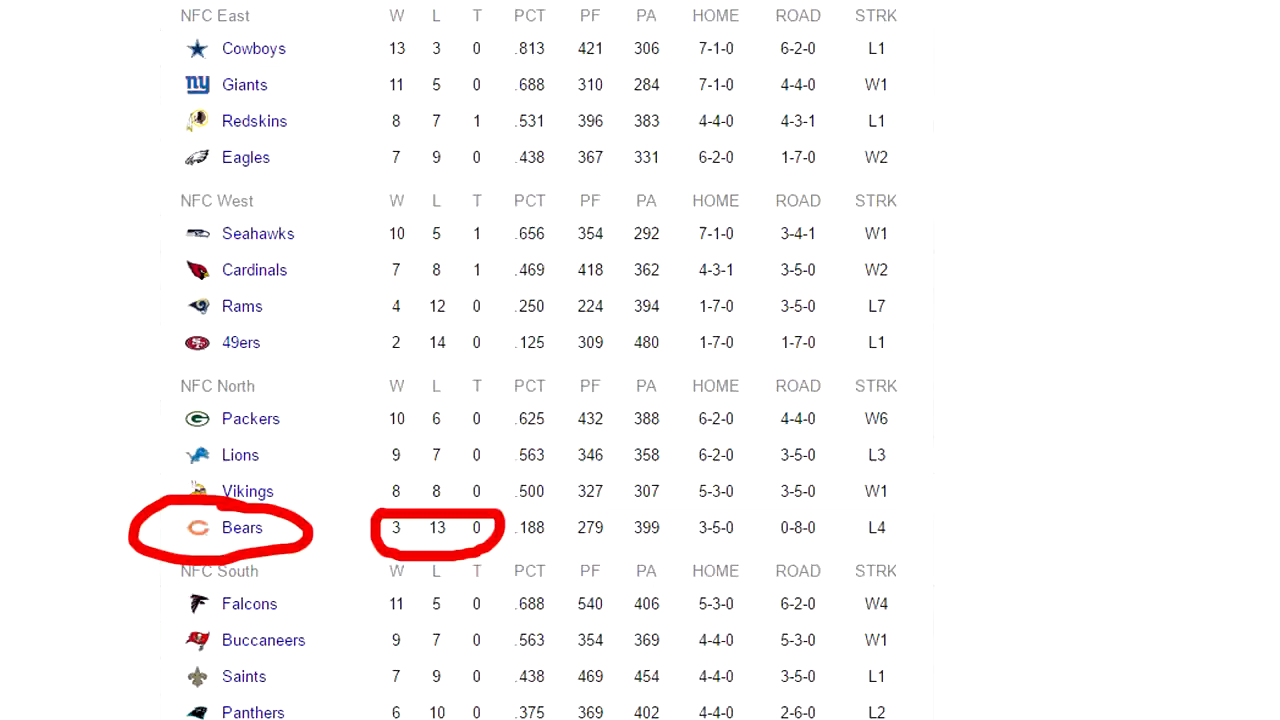 NFC East W L T PCT PF PA HOME ROAD STRK
Cowboys 13 3 0 .813 421 306 7-1-0 6-2-0 L1
ny Giants 11 5 0 .688 310 284 7-1-0 4-4-0 W1
Redskins 8 7 1 .531 396 383 4-4-0 4-3-1 L1
Eagles 7 9 0 .438 367 331 6-2-0 1-7-0 W2
NFC West W L T PCT PF PA HOME ROAD STRK
Seahawks 10 5 1 .656 354 292 7-1-0 3-4-1 W1
Cardinals 7 8 1 .469 418 362 4-3-1 3-5-0 W2
Rams 4 12 0 .250 224 394 1-7-0 3-5-0 L7
SF 49ers 2 14 0 .125 309 480 1-7-0 1-7-0 L1
NFC North W L T PCT PF PA HOME ROAD STRK
G Packers 10 6 0 .625 432 388 6-2-0 4-4-0 W6
Lions 9 7 0 .563 346 358 6-2-0 3-5-0 L3
Vikings 8 8 0 .500 327 307 5-3-0 3-5-0 W1
C Bears 3 13 0 .188 279 399 3-5-0 0-8-0 L4
NFC South W L T PCT PF PA HOME ROAD STRK
Falcons 11 5 0 .688 540 406 5-3-0 6-2-0 W4
Buccaneers 9 7 0 .563 354 369 4-4-0 5-3-0 W1
Saints 7 9 0 .438 469 454 4-4-0 3-5-0 L1
Panthers 6 10 0 .375 369 402 4-4-0 2-6-0 L2